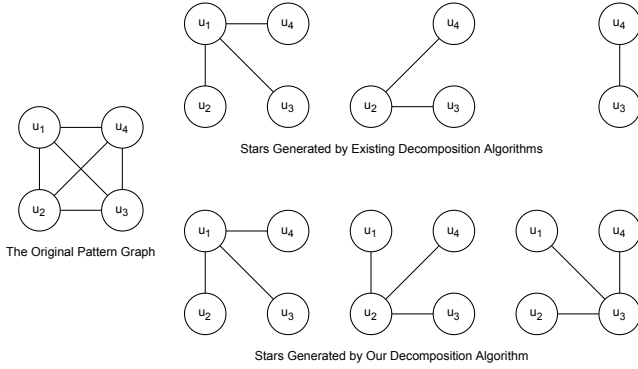 u1
u4
u2
u3
u4
u2
u3
u4
u3
Stars Generated by Existing Decomposition Algorithms
u1
u4
u2
u3
The Original Pattern Graph
u1
u4
u2
u3
u1
u4
u2
u3
u1
u4
u2
u3
Stars Generated by Our Decomposition Algorithm